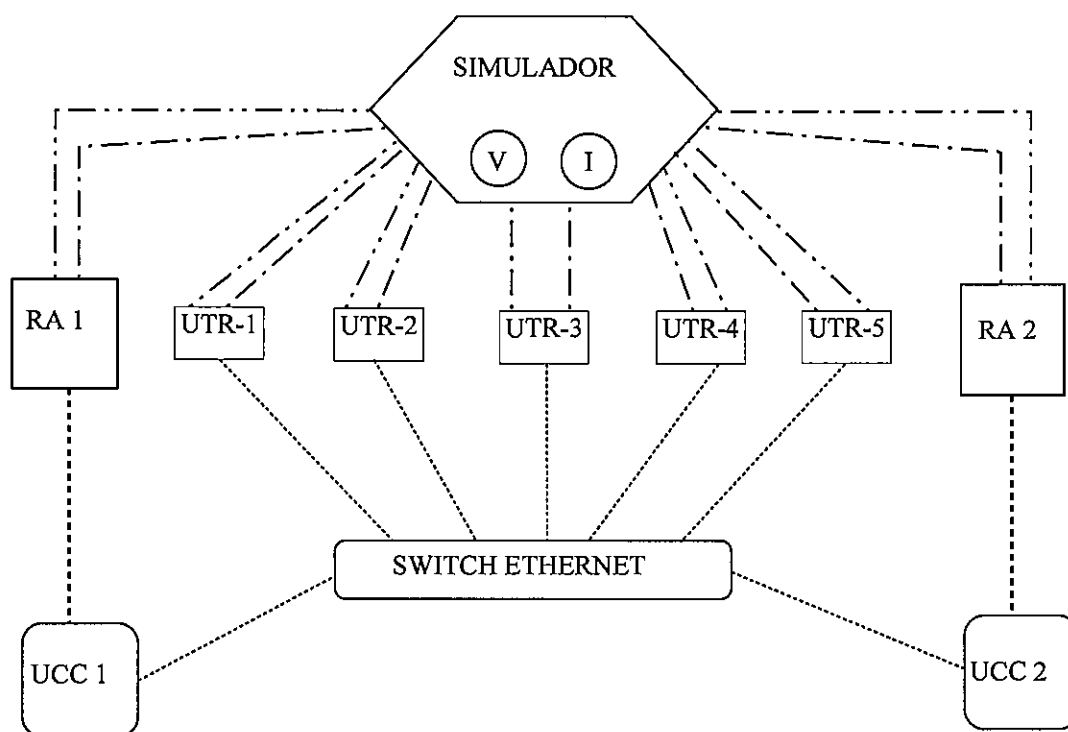 SIMULADOR
V
I
RA 1
UTR-1
UTR-2
UTR-3
UTR-4
UTR-5
RA 2
SWITCH ETHERNET
UCC 1
UCC 2